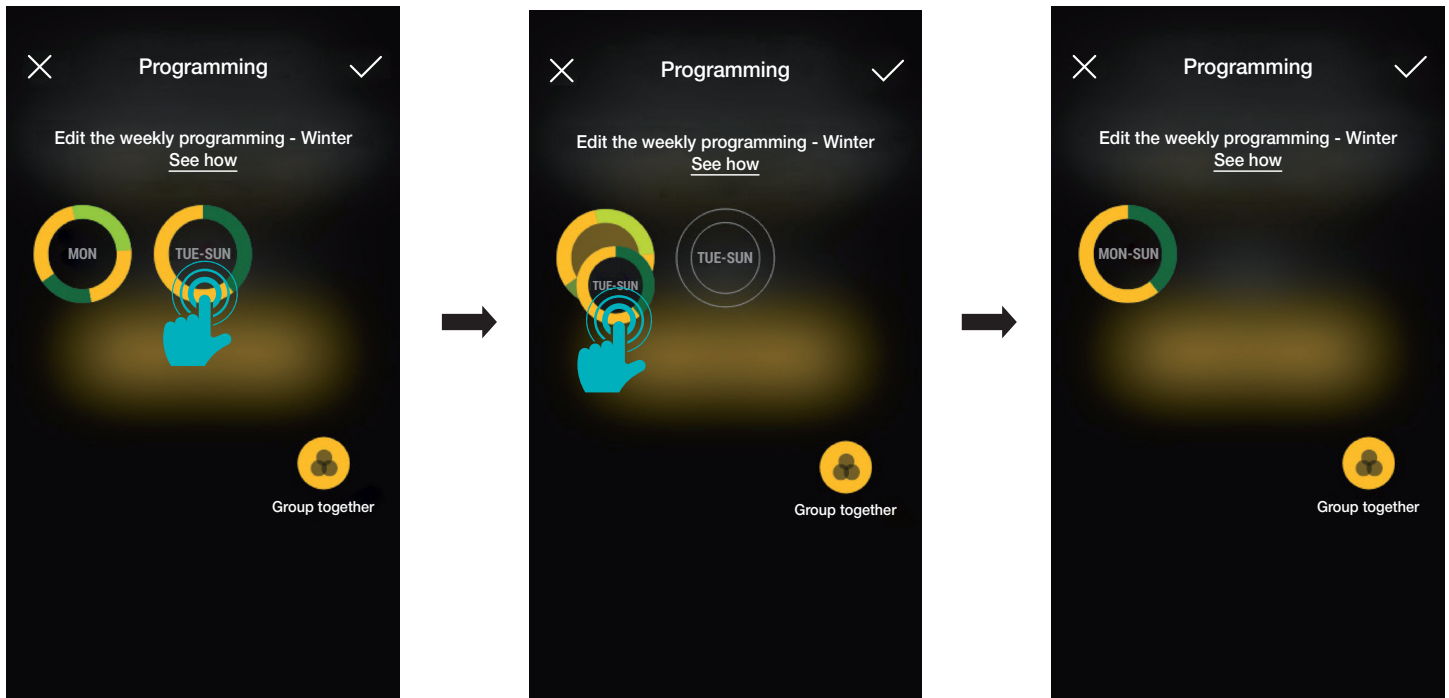 Programming
Edit the weekly programming - Winter
See how
MON
TUE-SUN
Group together
Programming
Edit the weekly programming - Winter
See how
TUE-SUN
TUE-SUN
Group together
Programming
Edit the weekly programming - Winter
See how
MON-SUN
Group together